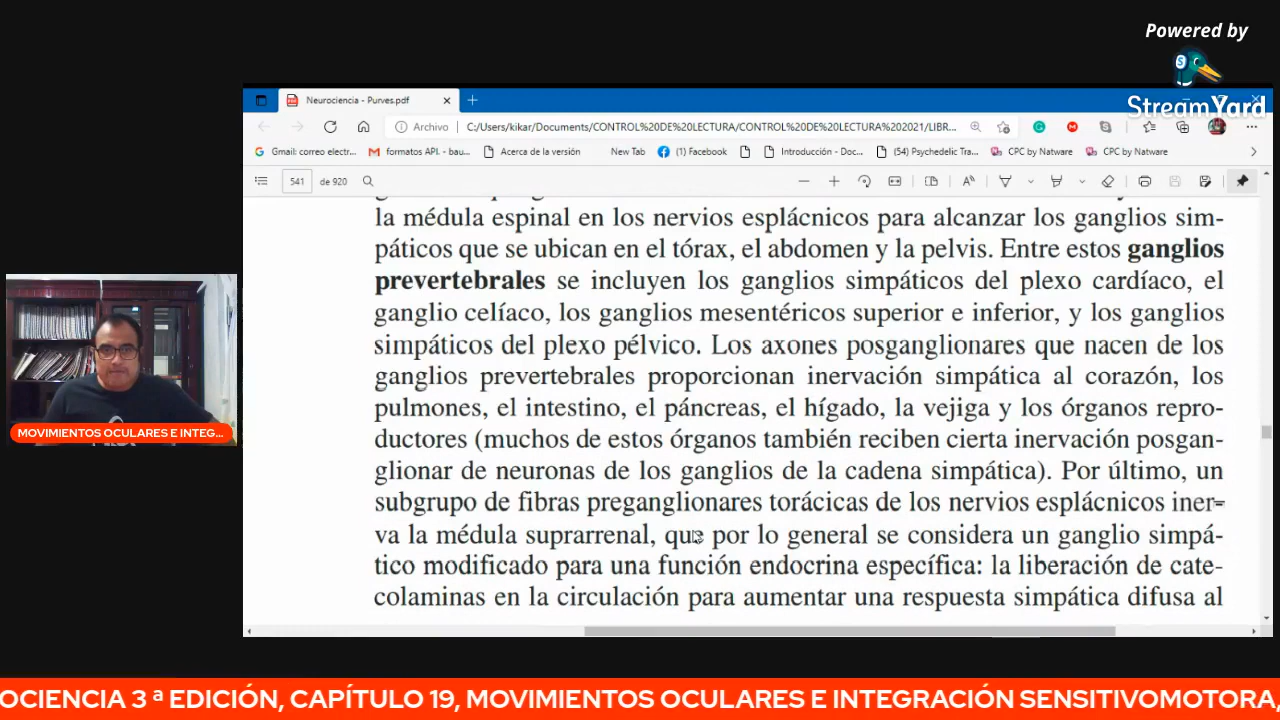 Powered by
StreamYard
Neurociencia - Purves.pdf
Archivo
C:/Users/kikar/Documents/CONTROL%20DE%20LECTURA/CONTROL%20DE%20LECTURA%202021/LIBR...
Gmail: correo electr...
formatos API. - bau...
Acerca de la versión
New Tab
(1) Facebook
Introducción - Doc...
(54) Psychedelic Tra...
CPC by Natware
CPC by Natware
541
de 920
la médula espinal en los nervios esplácnicos para alcanzar los ganglios sim-
páticos que se ubican en el tórax, el abdomen y la pelvis. Entre estos ganglios
prevertebrales se incluyen los ganglios simpáticos del plexo cardíaco, el
ganglio celíaco, los ganglios mesentéricos superior e inferior, y los ganglios
simpáticos del plexo pélvico. Los axones posganglionares que nacen de los
ganglios prevertebrales proporcionan inervación simpática al corazón, los
pulmones, el intestino, el páncreas, el hígado, la vejiga y los órganos repro-
ductores (muchos de estos órganos también reciben cierta inervación posgan-
glionar de neuronas de los ganglios de la cadena simpática). Por último, un
subgrupo de fibras preganglionares torácicas de los nervios esplácnicos iner-
va la médula suprarrenal, que por lo general se considera un ganglio simpá-
tico modificado para una función endocrina específica: la liberación de cate-
colaminas en la circulación para aumentar una respuesta simpática difusa al
MOVIMIENTOS OCULARES E INTEG...
OCIENCIA 3 ª EDICIÓN, CAPÍTULO 19, MOVIMIENTOS OCULARES E INTEGRACIÓN SENSITIVOMOTORA,